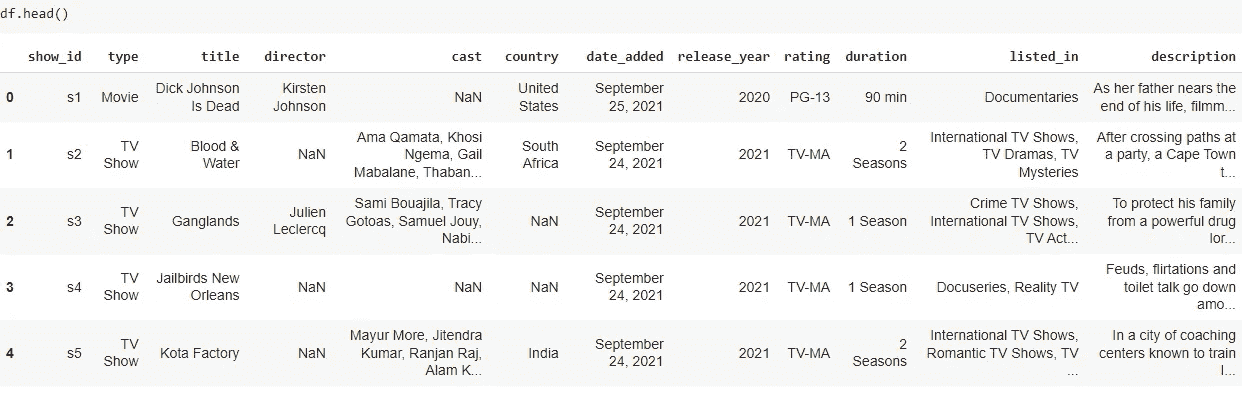 df.head()
show_id type title director cast country date_added release_year rating duration listed_in description
0 s1 Movie Dick Johnson Is Dead Kirsten Johnson NaN United States September 25, 2021 2020 PG-13 90 min Documentaries As her father nears the end of his life, filmm...
1 s2 TV Show Blood & Water NaN Ama Qamata, Khosi Ngema, Gail Mabalane, Thaban... South Africa September 24, 2021 2021 TV-MA 2 Seasons International TV Shows, TV Dramas, TV Mysteries After crossing paths at a party, a Cape Town t...
2 s3 TV Show Ganglands Julien Leclercq Sami Bouajila, Tracy Gotoas, Samuel Jouy, Nabi... NaN September 24, 2021 2021 TV-MA 1 Season Crime TV Shows, International TV Shows, TV Act... To protect his family from a powerful drug lor...
3 s4 TV Show Jailbirds New Orleans NaN NaN NaN September 24, 2021 2021 TV-MA 1 Season Docuseries, Reality TV Feuds, flirtations and toilet talk go down amo...
4 s5 TV Show Kota Factory NaN Mayur More, Jitendra Kumar, Ranjan Raj, Alam K... India September 24, 2021 2021 TV-MA 2 Seasons International TV Shows, Romantic TV Shows, TV ... In a city of coaching centers known to train I...